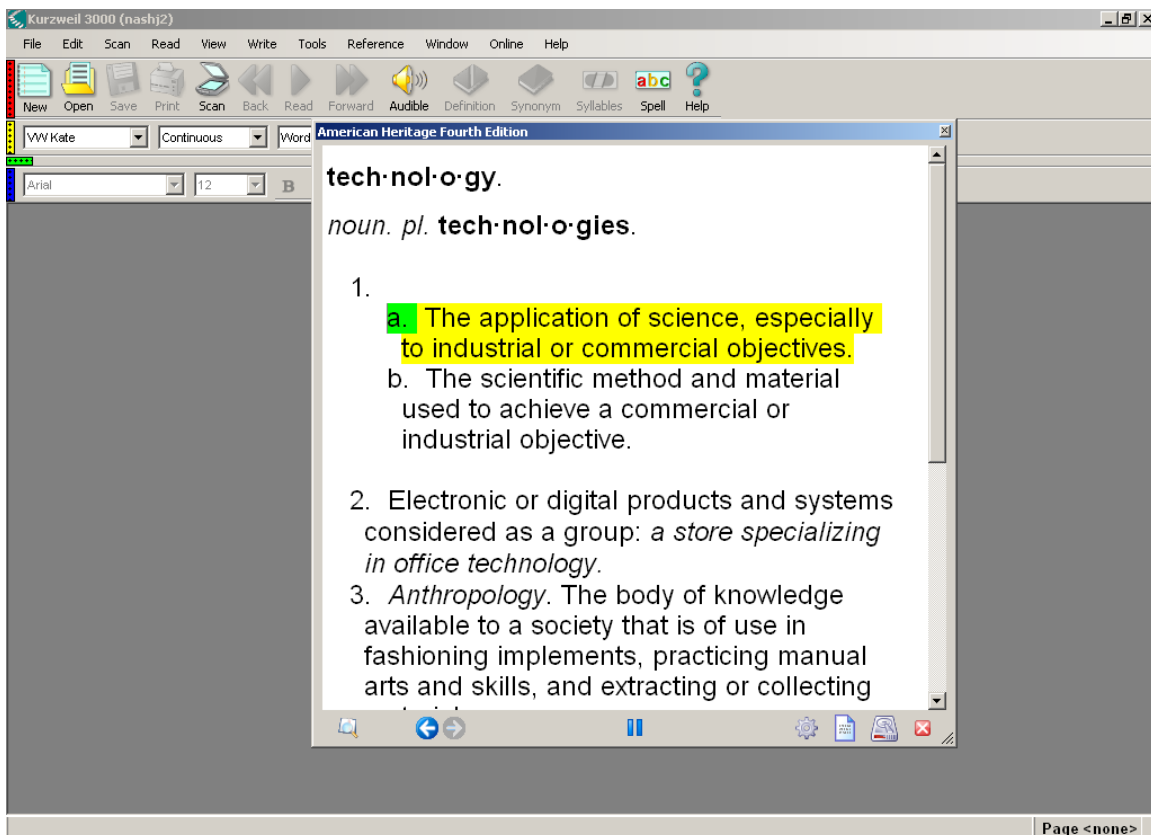 Kurzweil 3000 (nashj2)
File Edit Scan Read View Write Tools Reference Window Online Help
abc
New Open Save Print Scan Back Read Forward Audible Definition Synonym Syllables Spell Help
VW Kate Continuous Word
American Heritage Fourth Edition
Arial 12 B
tech·nol·o·gy.
noun. pl. tech·nol·o·gies.
1.
a. The application of science, especially
to industrial or commercial objectives.
b. The scientific method and material
used to achieve a commercial or
industrial objective.
2. Electronic or digital products and systems
considered as a group: a store specializing
in office technology.
3. Anthropology. The body of knowledge
available to a society that is of use in
fashioning implements, practicing manual
arts and skills, and extracting or collecting
Page <none>